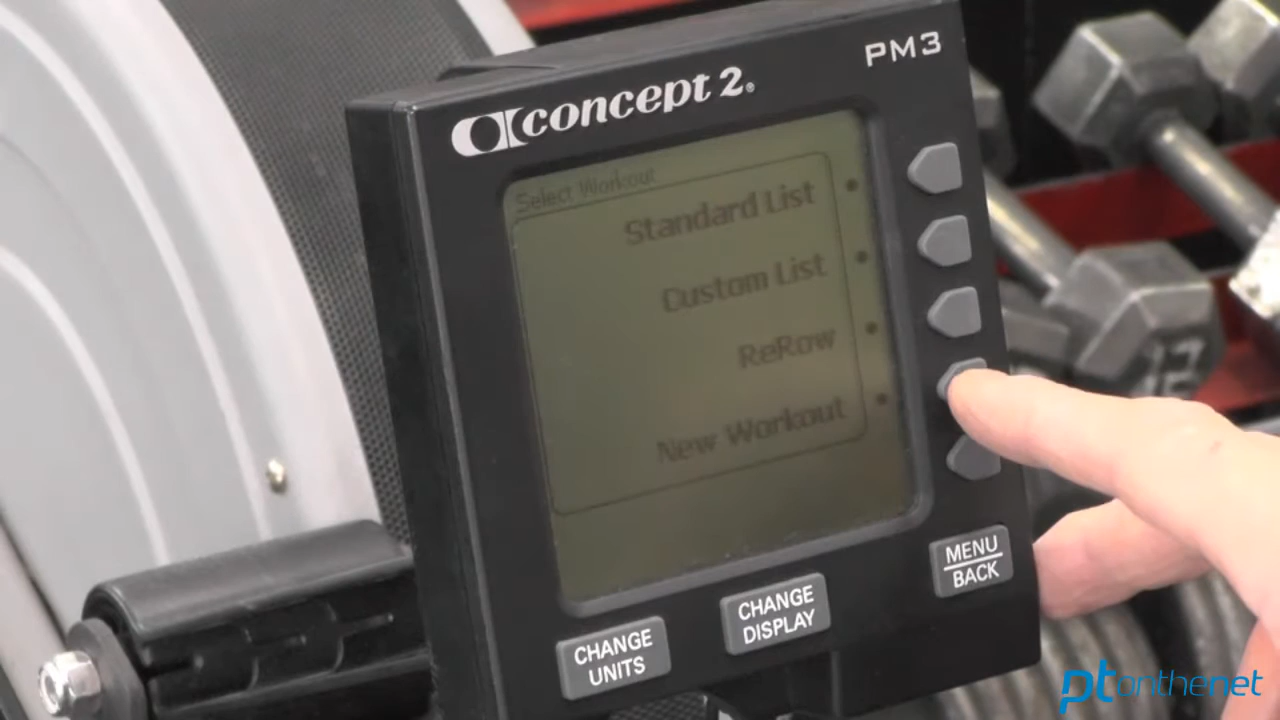 PM3
concept 2®
Select Workout
Standard List
Custom List
ReRow
New Workout
MENU
BACK
CHANGE
DISPLAY
CHANGE
UNITS
12
ptonthenet